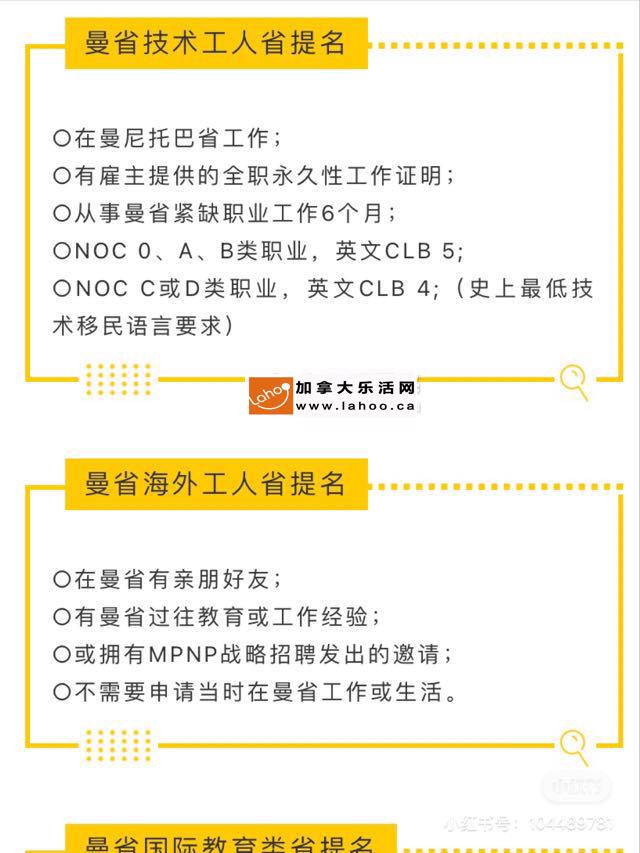 曼省技术工人省提名
○在曼尼托巴省工作；
○有雇主提供的全职永久性工作证明；
○从事曼省紧缺职业工作6个月；
○NOC 0、A、B类职业，英文CLB 5;
○NOC C或D类职业，英文CLB 4;（史上最低技
术移民语言要求）
Lahoo
加拿大乐活网
www.lahoo.ca
曼省海外工人省提名
○在曼省有亲朋好友；
○有曼省过往教育或工作经验；
○或拥有MPNP战略招聘发出的邀请；
○不需要申请当时在曼省工作或生活。
小红书
小红书号：104489781
曼省国际教育类省提名